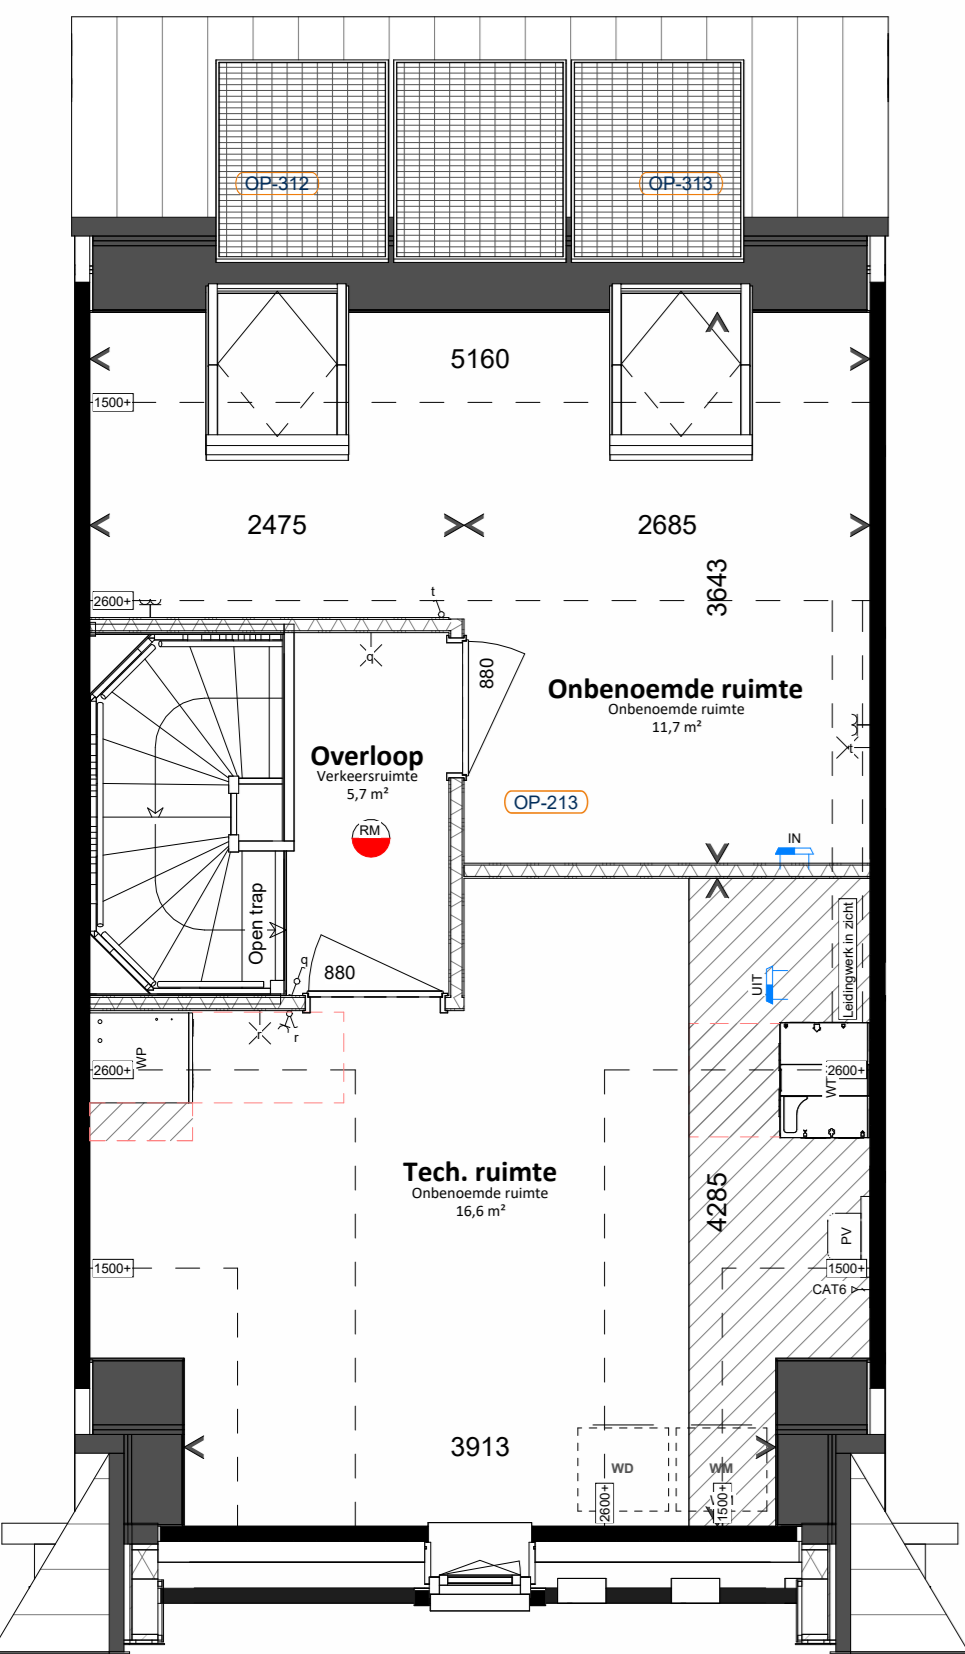 OP-312
OP-313
5160
1500+
2475
2685
3643
2600+
t
q
880
Onbenoemde ruimte
Onbenoemde ruimte
11,7 m²
t
Overloop
Verkeersruimte
5,7 m²
RM
OP-213
IN
Open trap
q
880
UIT
Leidingwerk in zicht
r
r
WP
2600+
WT
2600+
Tech. ruimte
Onbenoemde ruimte
16,6 m²
4285
PV
1500+
1500+
CAT6
3913
WD
WM
2600+
1500+